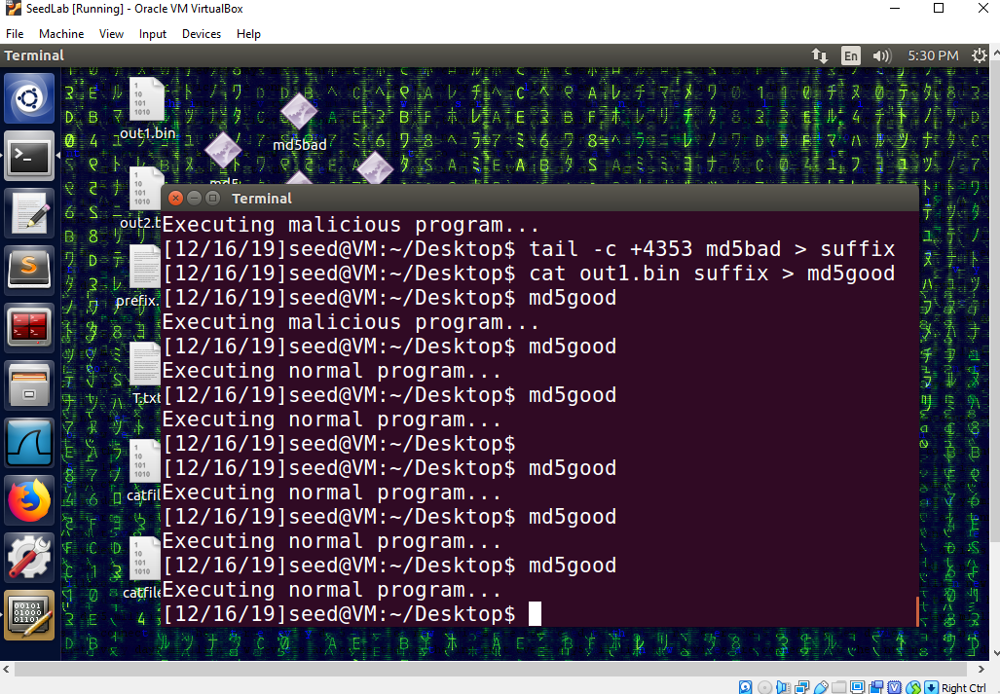 SeedLab [Running] - Oracle VM VirtualBox
File Machine View Input Devices Help
Terminal
En
5:30 PM
out1.bin
md5bad
out2.b
prefix.
T.txt
catfil
catfile
Terminal
Executing malicious program...
[12/16/19]seed@VM:~/Desktop$ tail -c +4353 md5bad > suffix
[12/16/19]seed@VM:~/Desktop$ cat out1.bin suffix > md5good
[12/16/19]seed@VM:~/Desktop$ md5good
Executing malicious program...
[12/16/19]seed@VM:~/Desktop$ md5good
Executing normal program...
[12/16/19]seed@VM:~/Desktop$ md5good
Executing normal program...
[12/16/19]seed@VM:~/Desktop$
[12/16/19]seed@VM:~/Desktop$ md5good
Executing normal program...
[12/16/19]seed@VM:~/Desktop$ md5good
Executing normal program...
[12/16/19]seed@VM:~/Desktop$ md5good
Executing normal program...
[12/16/19]seed@VM:~/Desktop$
Right Ctrl